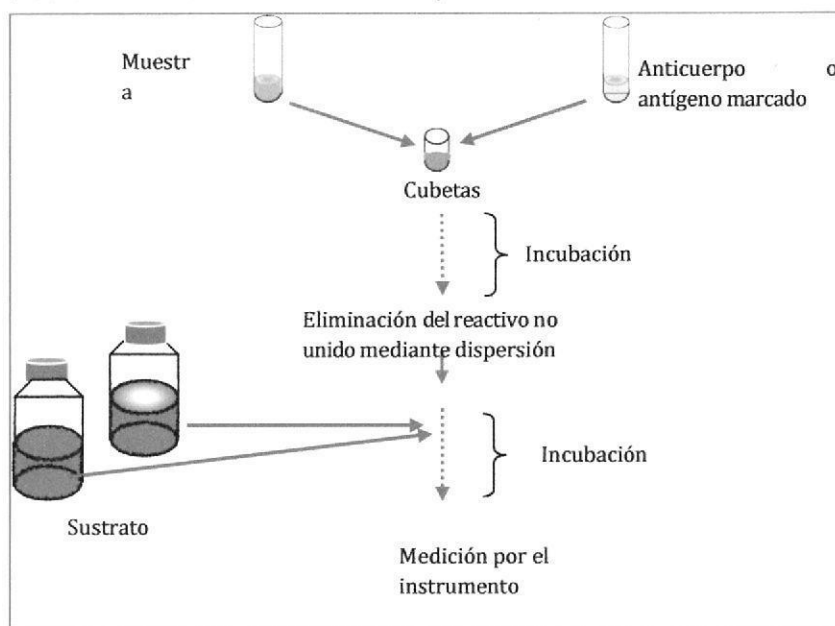 Muestr
a
Anticuerpo o
antígeno marcado
Cubetas
Incubación
Eliminación del reactivo no
unido mediante dispersión
Incubación
Sustrato
Medición por el
instrumento